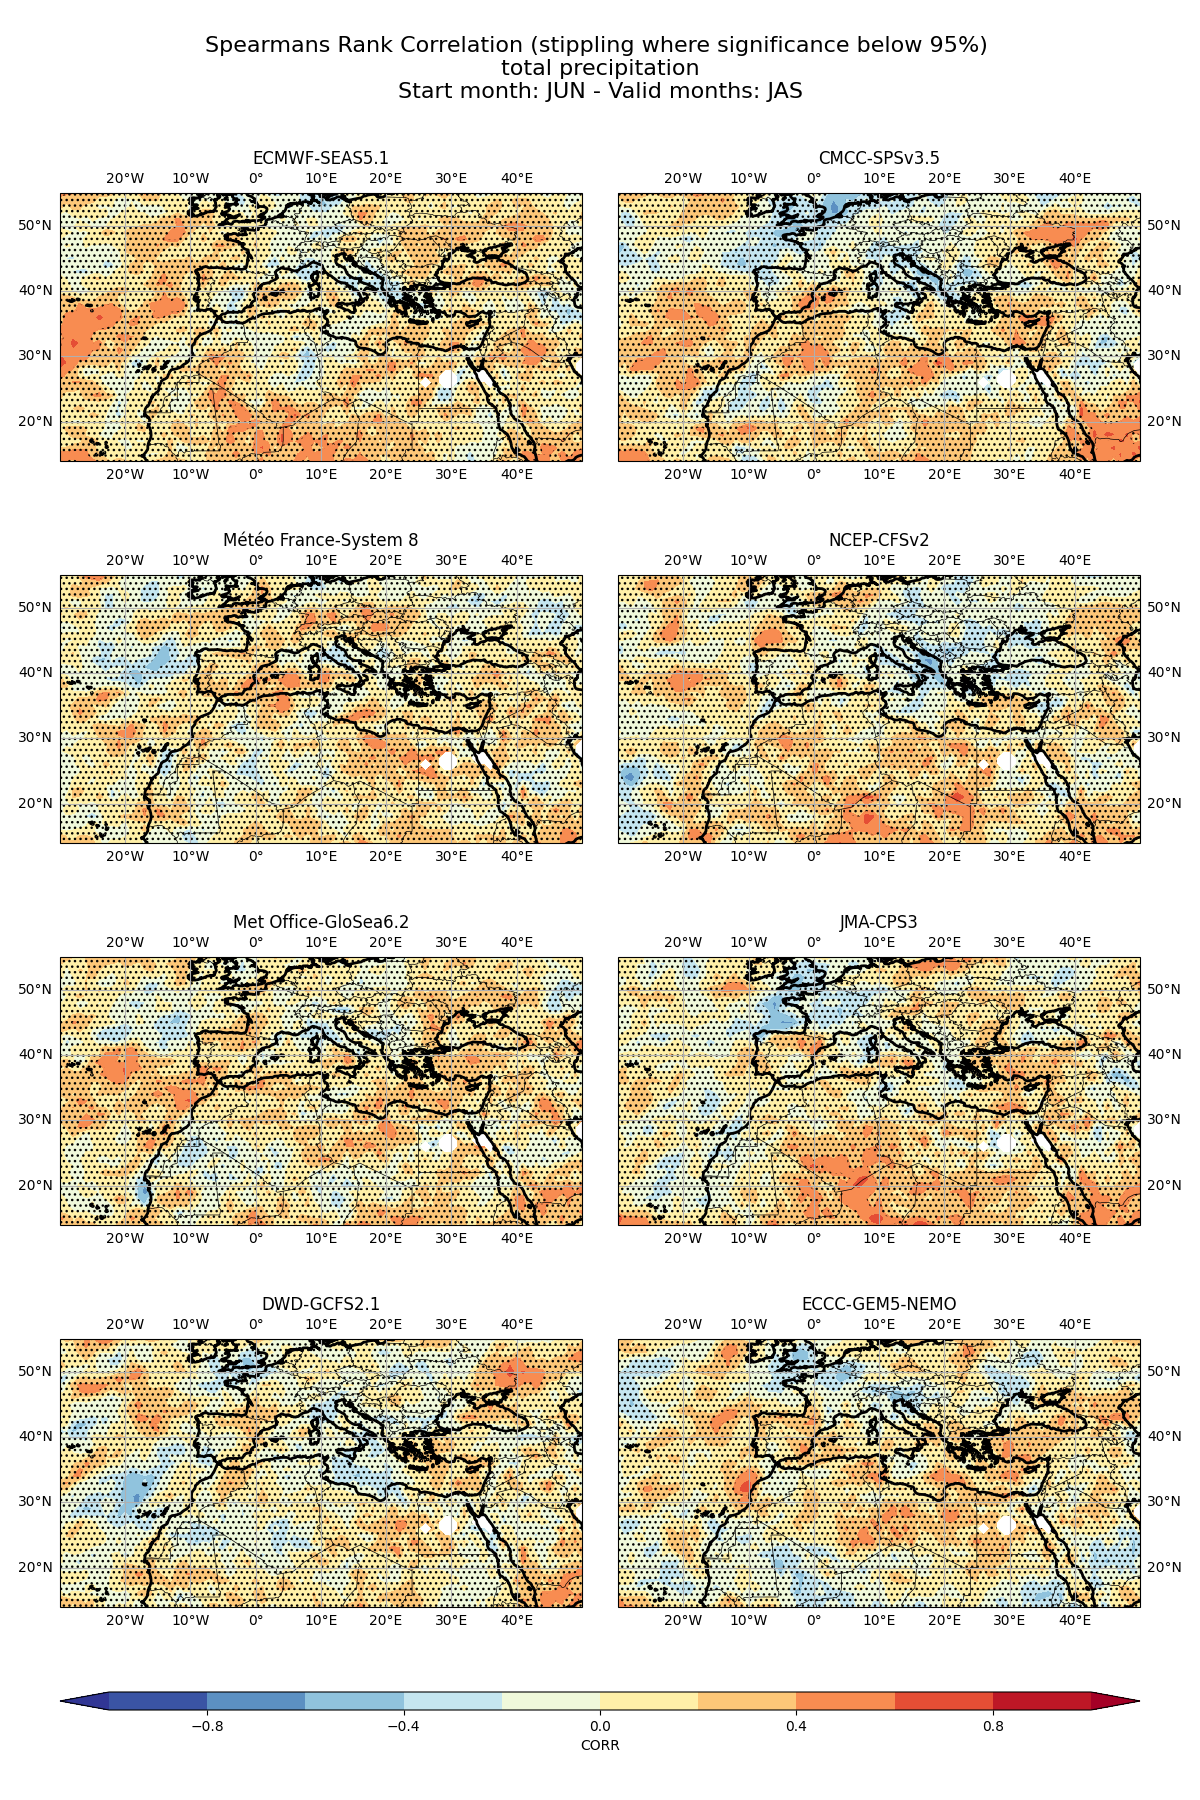 Spearmans Rank Correlation (stippling where significance below 95%)
total precipitation
Start month: JUN - Valid months: JAS
ECMWF-SEAS5.1
20°W 10°W 0° 10°E 20°E 30°E 40°E
50°N
40°N
30°N
20°N
20°W 10°W 0° 10°E 20°E 30°E 40°E
CMCC-SPSv3.5
20°W 10°W 0° 10°E 20°E 30°E 40°E
50°N
40°N
30°N
20°N
20°W 10°W 0° 10°E 20°E 30°E 40°E
Météo France-System 8
20°W 10°W 0° 10°E 20°E 30°E 40°E
50°N
40°N
30°N
20°N
20°W 10°W 0° 10°E 20°E 30°E 40°E
NCEP-CFSv2
20°W 10°W 0° 10°E 20°E 30°E 40°E
50°N
40°N
30°N
20°N
20°W 10°W 0° 10°E 20°E 30°E 40°E
Met Office-GloSea6.2
20°W 10°W 0° 10°E 20°E 30°E 40°E
50°N
40°N
30°N
20°N
20°W 10°W 0° 10°E 20°E 30°E 40°E
JMA-CPS3
20°W 10°W 0° 10°E 20°E 30°E 40°E
50°N
40°N
30°N
20°N
20°W 10°W 0° 10°E 20°E 30°E 40°E
DWD-GCFS2.1
20°W 10°W 0° 10°E 20°E 30°E 40°E
50°N
40°N
30°N
20°N
20°W 10°W 0° 10°E 20°E 30°E 40°E
ECCC-GEM5-NEMO
20°W 10°W 0° 10°E 20°E 30°E 40°E
50°N
40°N
30°N
20°N
20°W 10°W 0° 10°E 20°E 30°E 40°E
−0.8 −0.4 0.0 0.4 0.8
CORR